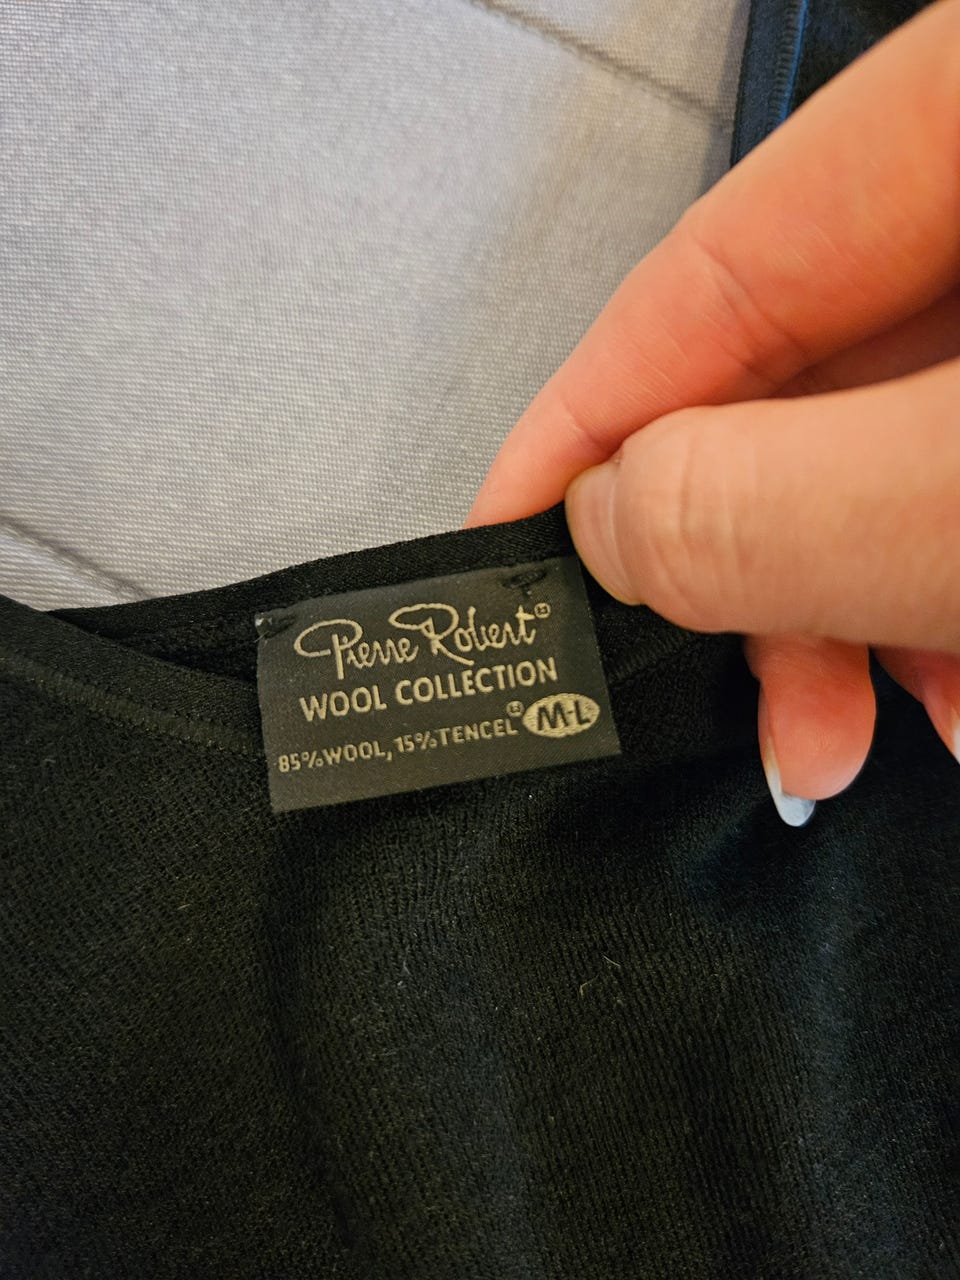 Pierre Robert®
WOOL COLLECTION
85% WOOL, 15% TENCEL® M-L